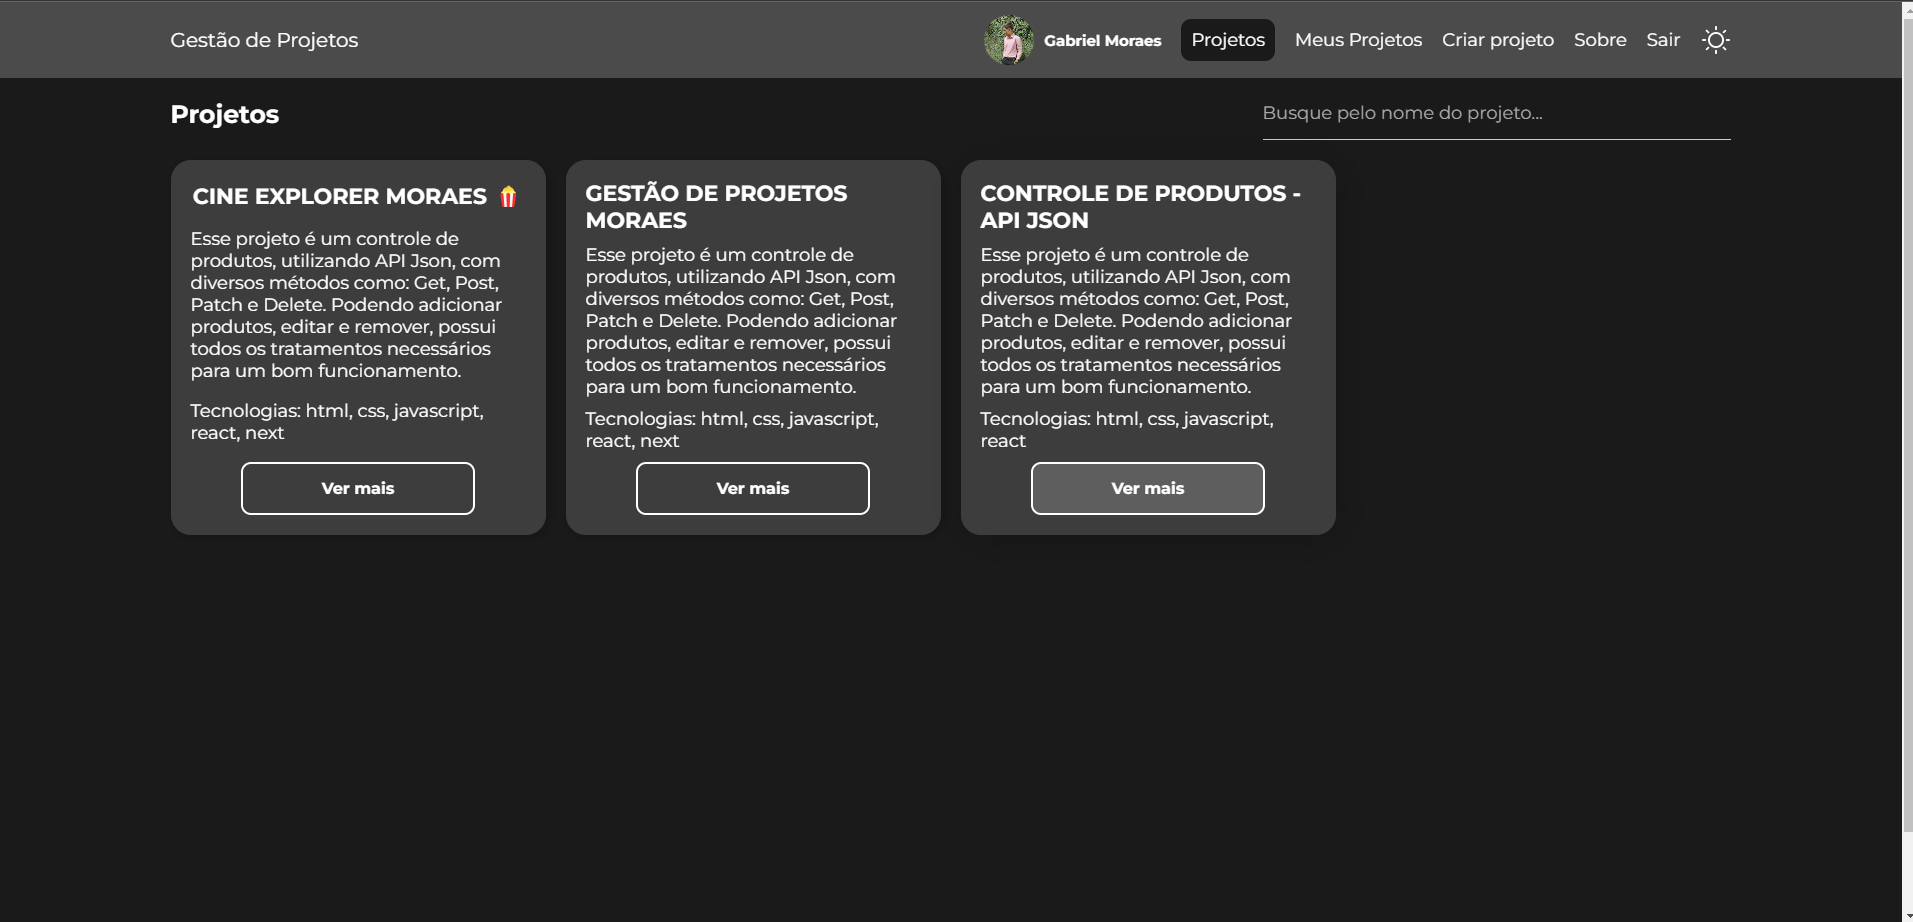 Gestão de Projetos
Gabriel Moraes
Projetos
Meus Projetos
Criar projeto
Sobre
Sair
Projetos
Busque pelo nome do projeto...
CINE EXPLORER MORAES 🍿
Esse projeto é um controle de
produtos, utilizando API Json, com
diversos métodos como: Get, Post,
Patch e Delete. Podendo adicionar
produtos, editar e remover, possui
todos os tratamentos necessários
para um bom funcionamento.
Tecnologias: html, css, javascript,
react, next
Ver mais
GESTÃO DE PROJETOS
MORAES
Esse projeto é um controle de
produtos, utilizando API Json, com
diversos métodos como: Get, Post,
Patch e Delete. Podendo adicionar
produtos, editar e remover, possui
todos os tratamentos necessários
para um bom funcionamento.
Tecnologias: html, css, javascript,
react, next
Ver mais
CONTROLE DE PRODUTOS -
API JSON
Esse projeto é um controle de
produtos, utilizando API Json, com
diversos métodos como: Get, Post,
Patch e Delete. Podendo adicionar
produtos, editar e remover, possui
todos os tratamentos necessários
para um bom funcionamento.
Tecnologias: html, css, javascript,
react
Ver mais